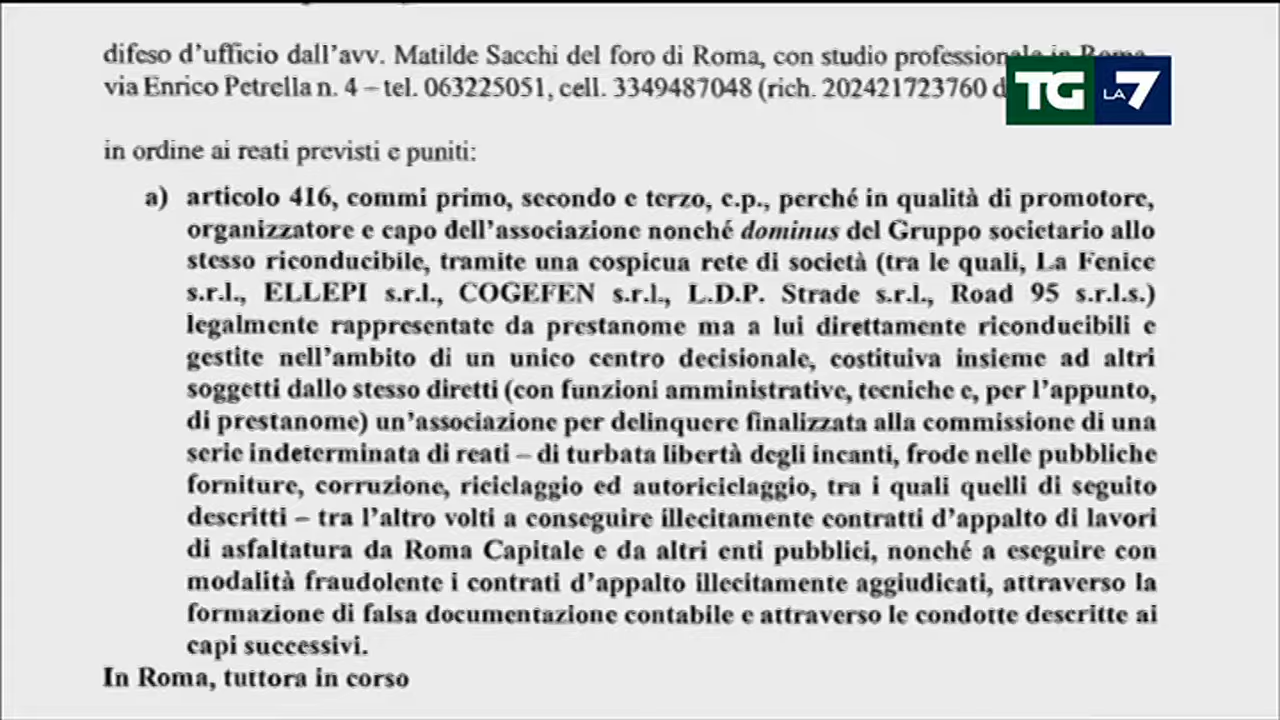 difeso d'ufficio dall'avv. Matilde Sacchi del foro di Roma, con studio professionale in Roma
via Enrico Petrella n. 4 – tel. 063225051, cell. 3349487048 (rich. 202421723760 d
TG LA 7
in ordine ai reati previsti e puniti:
a) articolo 416, commi primo, secondo e terzo, c.p., perché in qualità di promotore,
organizzatore e capo dell'associazione nonché dominus del Gruppo societario allo
stesso riconducibile, tramite una cospicua rete di società (tra le quali, La Fenice
s.r.l., ELLEPI s.r.l., COGEFEN s.r.l., L.D.P. Strade s.r.l., Road 95 s.r.l.s.)
legalmente rappresentate da prestanome ma a lui direttamente riconducibili e
gestite nell'ambito di un unico centro decisionale, costituiva insieme ad altri
soggetti dallo stesso diretti (con funzioni amministrative, tecniche e, per l'appunto,
di prestanome) un'associazione per delinquere finalizzata alla commissione di una
serie indeterminata di reati – di turbata libertà degli incanti, frode nelle pubbliche
forniture, corruzione, riciclaggio ed autoriciclaggio, tra i quali quelli di seguito
descritti – tra l'altro volti a conseguire illecitamente contratti d'appalto di lavori
di asfaltatura da Roma Capitale e da altri enti pubblici, nonché a eseguire con
modalità fraudolente i contrati d'appalto illecitamente aggiudicati, attraverso la
formazione di falsa documentazione contabile e attraverso le condotte descritte ai
capi successivi.
In Roma, tuttora in corso